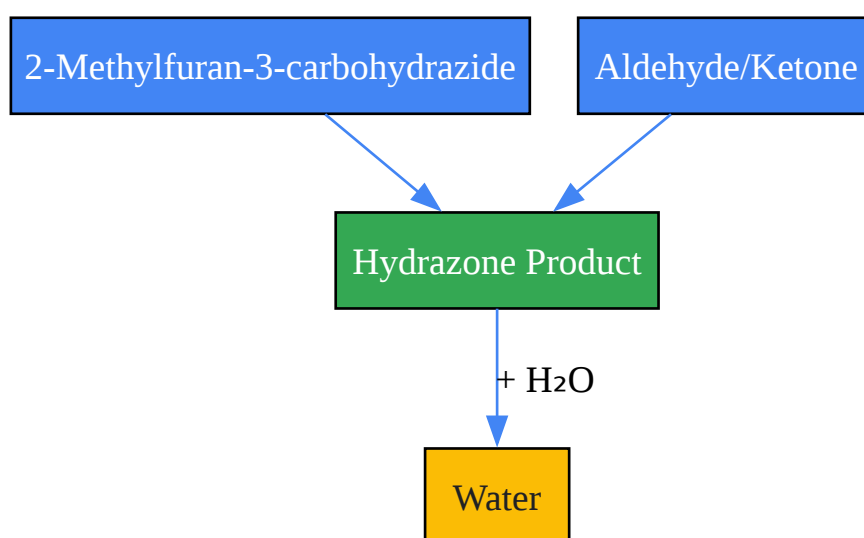 2-Methylfuran-3-carbohydrazide
Aldehyde/Ketone
Hydrazone Product
+ H₂O
Water